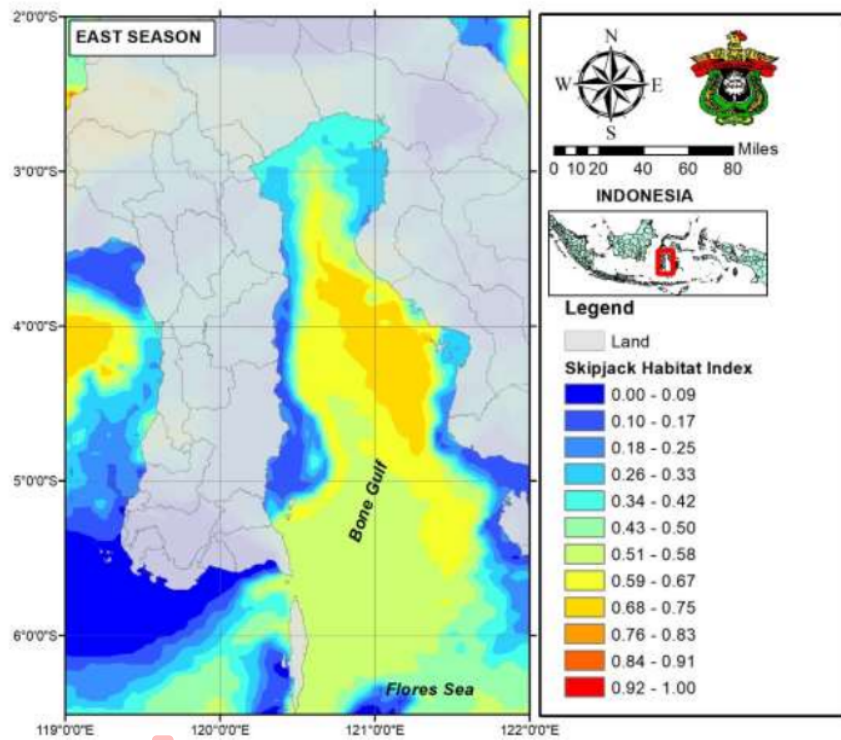 EAST SEASON
2°0'0"S
3°0'0"S
4°0'0"S
5°0'0"S
6°0'0"S
119°0'0"E
120°0'0"E
121°0'0"E
122°0'0"E
Bone Gulf
Flores Sea
N
W
E
S
Miles
0 10 20 40 60 80
INDONESIA
Legend
Land
Skipjack Habitat Index
0.00 - 0.09
0.10 - 0.17
0.18 - 0.25
0.26 - 0.33
0.34 - 0.42
0.43 - 0.50
0.51 - 0.58
0.59 - 0.67
0.68 - 0.75
0.76 - 0.83
0.84 - 0.91
0.92 - 1.00